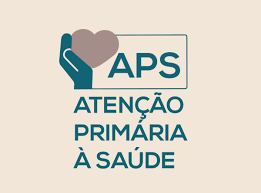 APS
ATENÇÃO
PRIMÁRIA
À SAÚDE